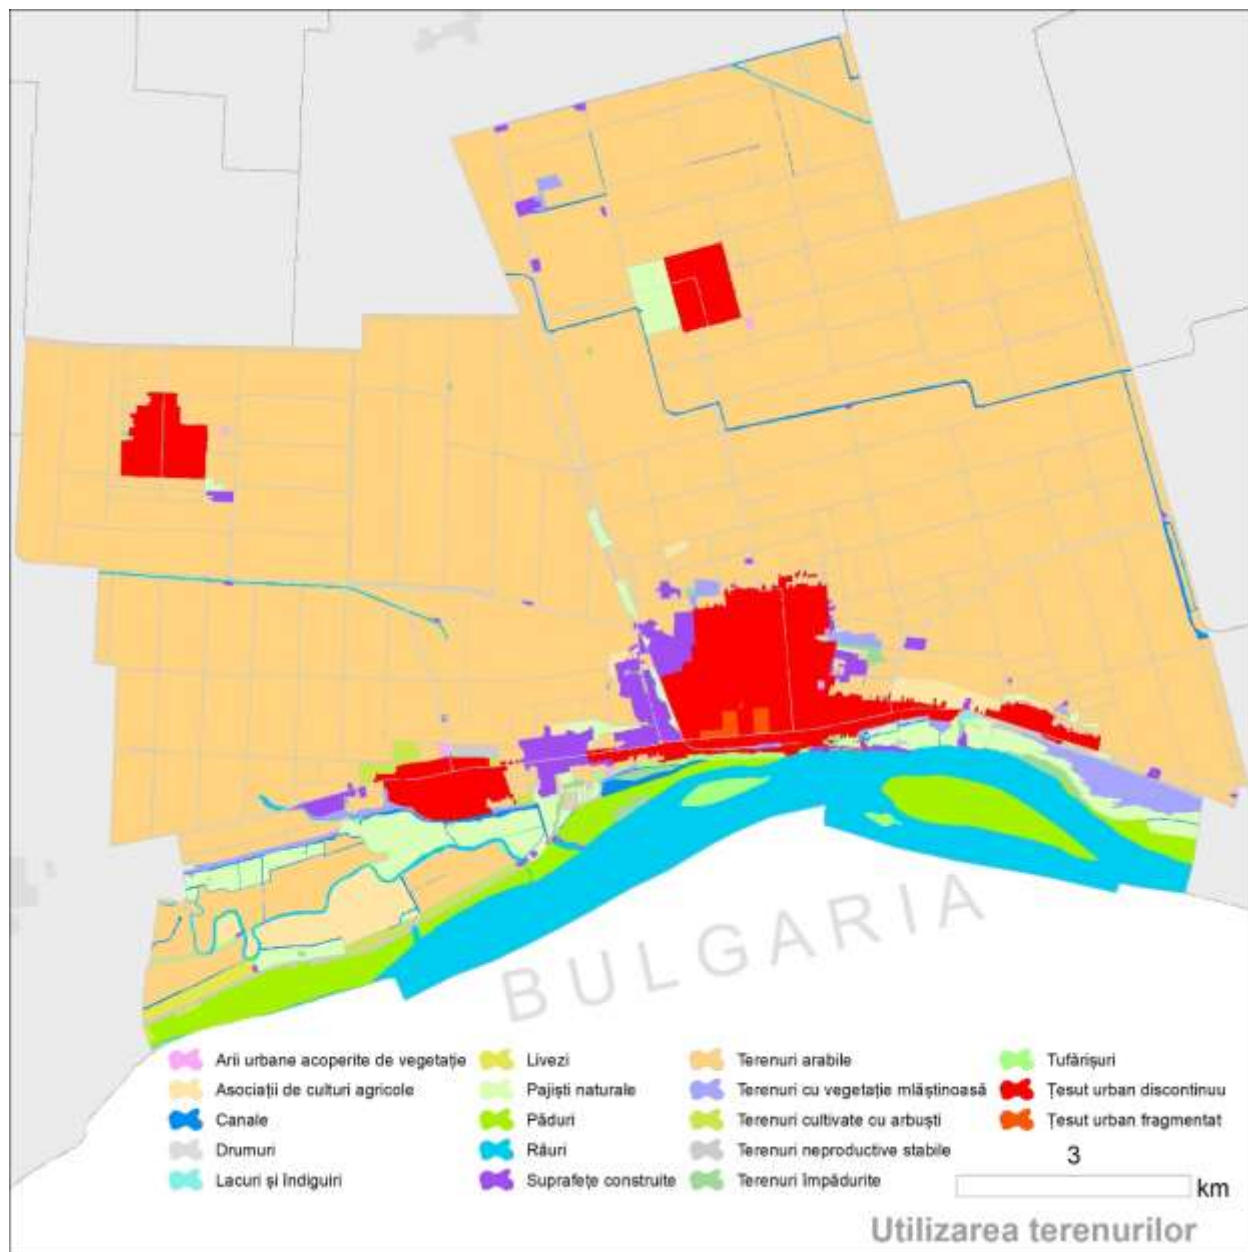 BULGARIA
Arii urbane acoperite de vegetație
Asociații de culturi agricole
Canale
Drumuri
Lacuri și îndiguiri
Livezi
Pajiști naturale
Păduri
Râuri
Suprafețe construite
Terenuri arabile
Terenuri cu vegetație mlăștinoasă
Terenuri cultivate cu arbuști
Terenuri neproductive stabile
Terenuri împădurite
Tufărișuri
Țesut urban discontinuu
Țesut urban fragmentat
3
km
Utilizarea terenurilor